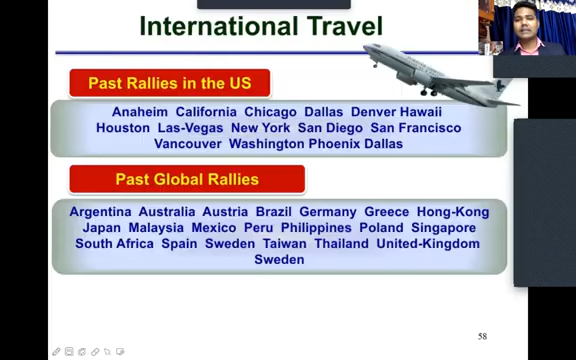 International Travel
Past Rallies in the US
Anaheim California Chicago Dallas Denver Hawaii
Houston Las-Vegas New York San Diego San Francisco
Vancouver Washington Phoenix Dallas
Past Global Rallies
Argentina Australia Austria Brazil Germany Greece Hong-Kong
Japan Malaysia Mexico Peru Philippines Poland Singapore
South Africa Spain Sweden Taiwan Thailand United-Kingdom
Sweden
58